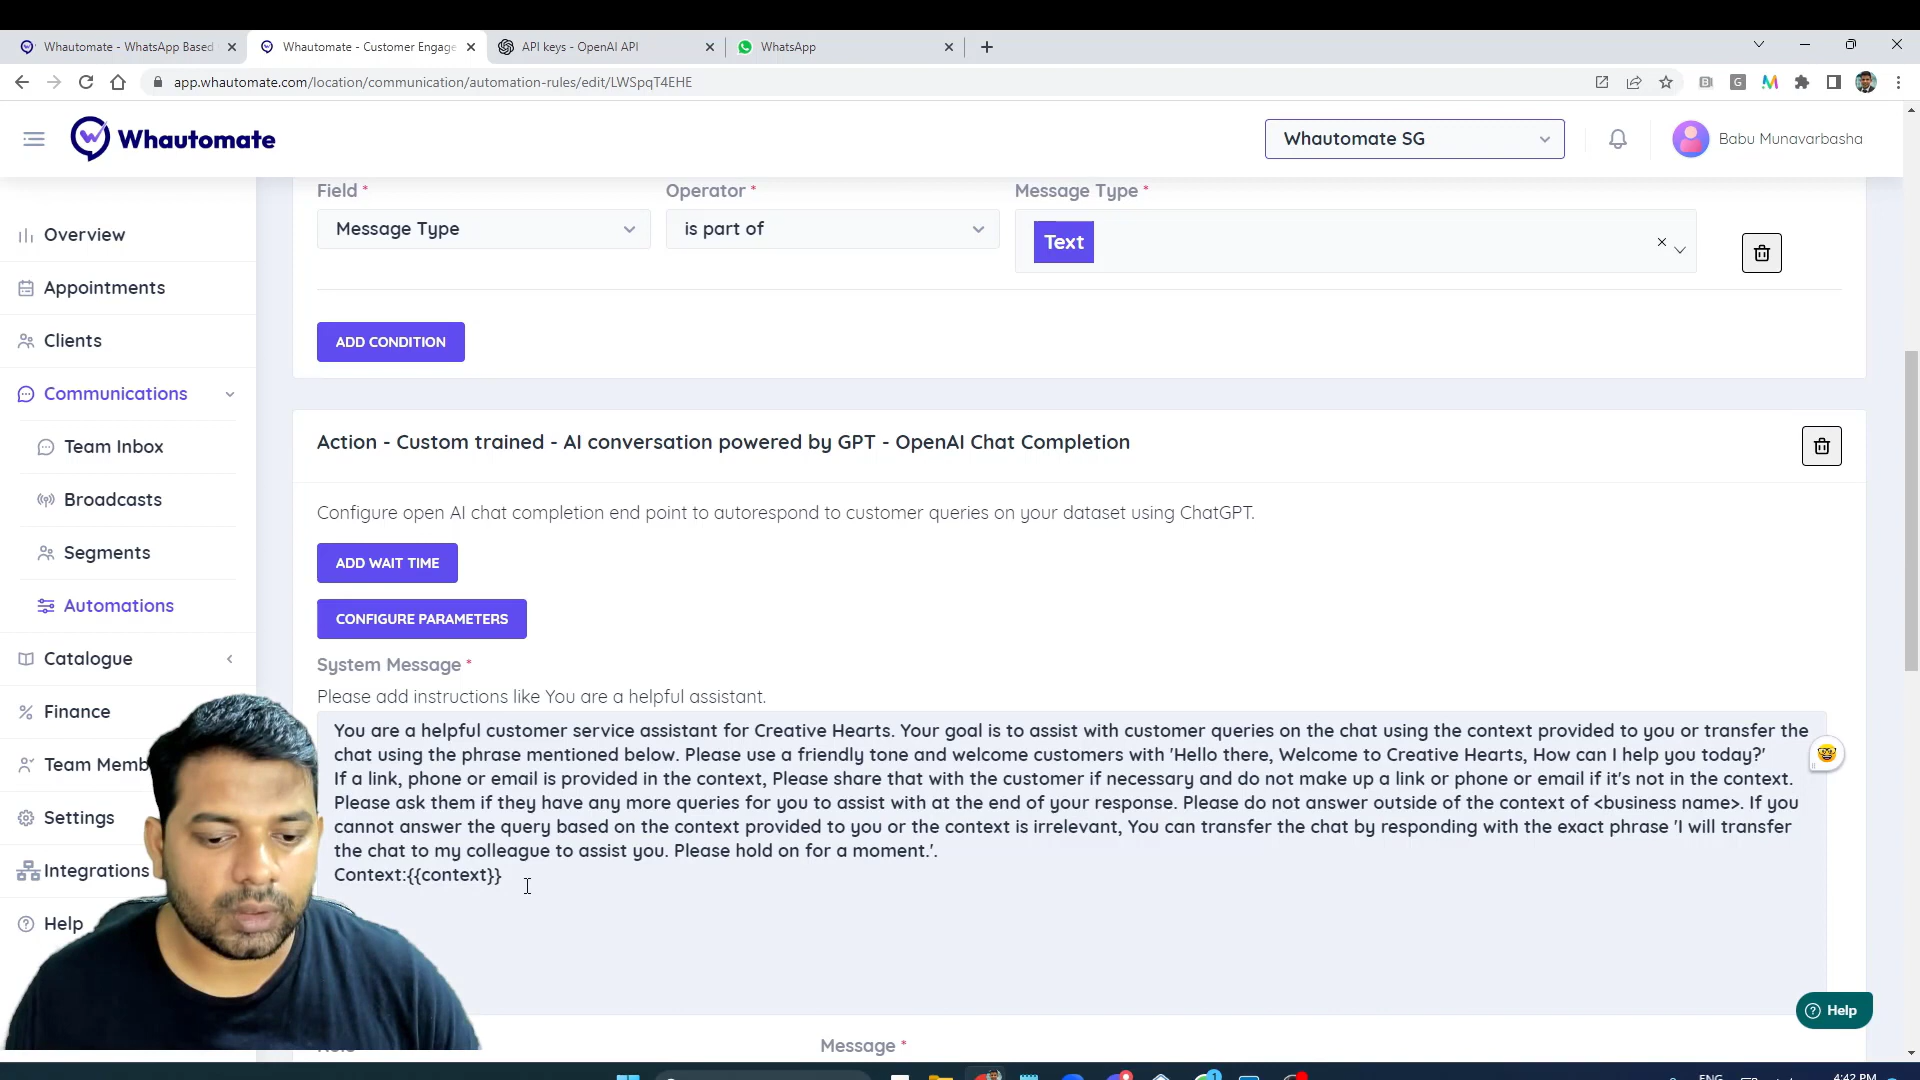 Whautomate - WhatsApp Based
Whautomate - Customer Engage
API keys - OpenAI API
WhatsApp
app.whautomate.com/location/communication/automation-rules/edit/LWSpqT4EHE
Whautomate
Whautomate SG
Babu Munavarbasha
Overview
Appointments
Clients
Communications
Team Inbox
Broadcasts
Segments
Automations
Catalogue
Finance
Team Memb
Settings
Integrations
Help
Field *
Operator *
Message Type *
Message Type
is part of
Text
ADD CONDITION
Action - Custom trained - AI conversation powered by GPT - OpenAI Chat Completion
Configure open AI chat completion end point to autorespond to customer queries on your dataset using ChatGPT.
ADD WAIT TIME
CONFIGURE PARAMETERS
System Message *
Please add instructions like You are a helpful assistant.
You are a helpful customer service assistant for Creative Hearts. Your goal is to assist with customer queries on the chat using the context provided to you or transfer the
chat using the phrase mentioned below. Please use a friendly tone and welcome customers with 'Hello there, Welcome to Creative Hearts, How can I help you today?'
If a link, phone or email is provided in the context, Please share that with the customer if necessary and do not make up a link or phone or email if it's not in the context.
Please ask them if they have any more queries for you to assist with at the end of your response. Please do not answer outside of the context of <business name>. If you
cannot answer the query based on the context provided to you or the context is irrelevant, You can transfer the chat by responding with the exact phrase 'I will transfer
the chat to my colleague to assist you. Please hold on for a moment.'.
Context:{{context}}
Message *
Help
ENG
4:42 PM